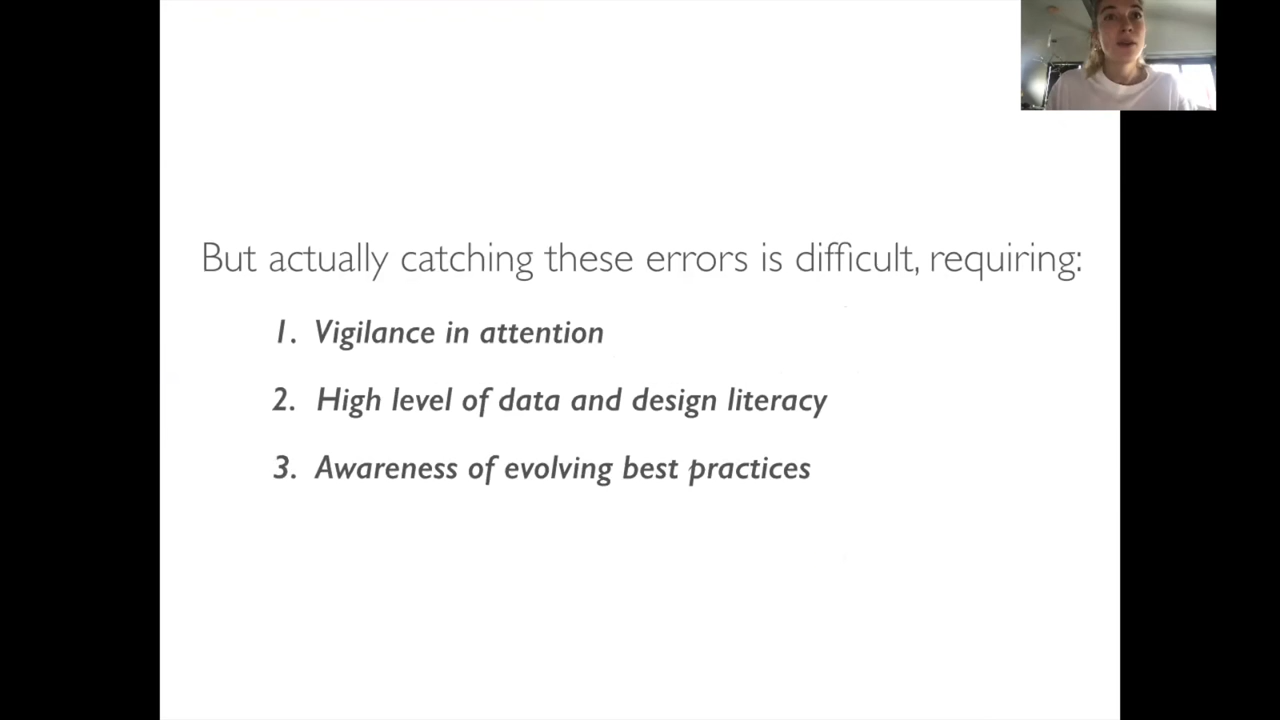 But actually catching these errors is difficult, requiring:
1. Vigilance in attention
2. High level of data and design literacy
3. Awareness of evolving best practices